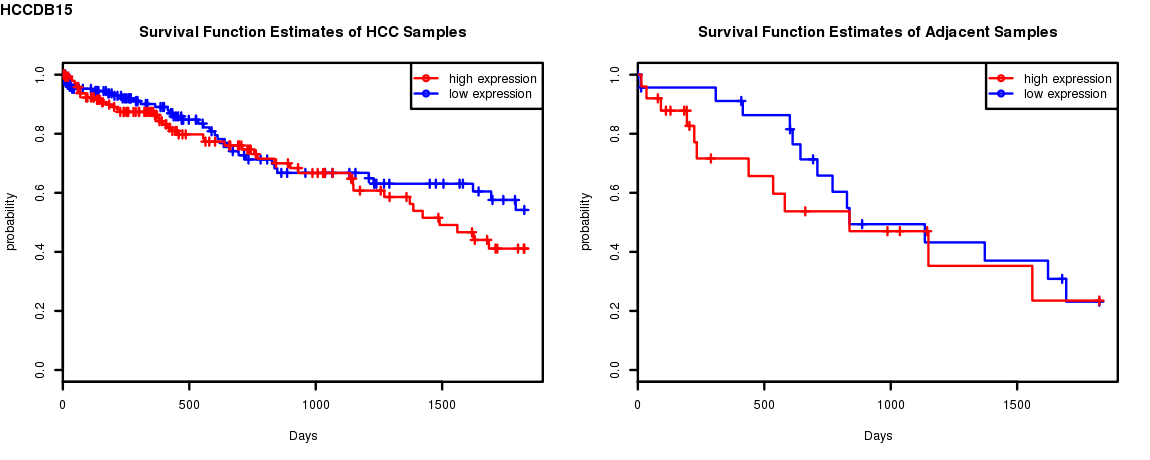 HCCDB15
Survival Function Estimates of HCC Samples
high expression
low expression
probability
1.0
0.8
0.6
0.4
0.2
0.0
0 500 1000 1500
Days
Survival Function Estimates of Adjacent Samples
high expression
low expression
probability
1.0
0.8
0.6
0.4
0.2
0.0
0 500 1000 1500
Days